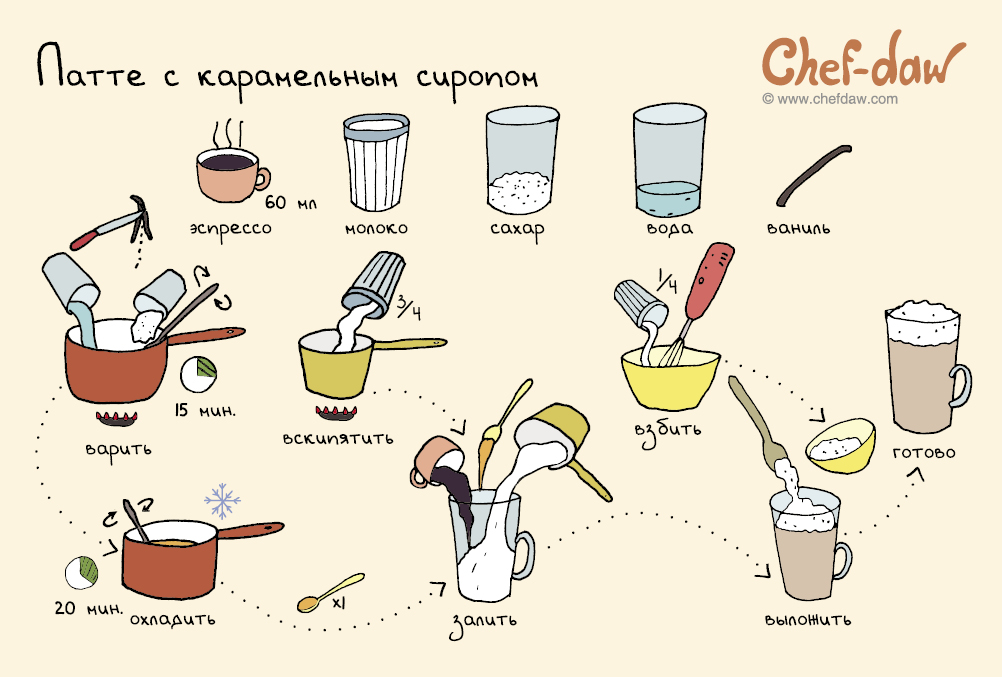 Латте с карамельным сиропом
Chef-daw
© www.chefdaw.com
60 мл
эспрессо
молоко
сахар
вода
ваниль
3/4
1/4
15 мин.
варить
вскипятить
взбить
готово
20 мин.
охладить
x1
залить
выложить